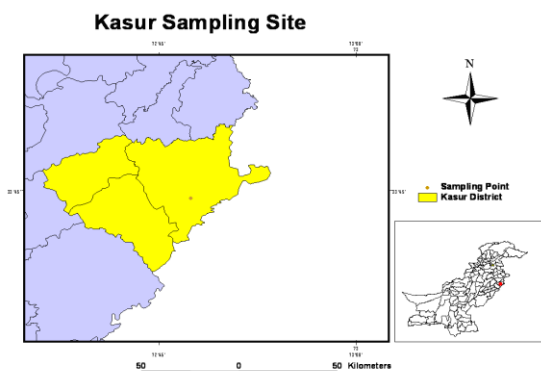 Kasur Sampling Site
N
Sampling Point
Kasur District
50 0 50 Kilometers